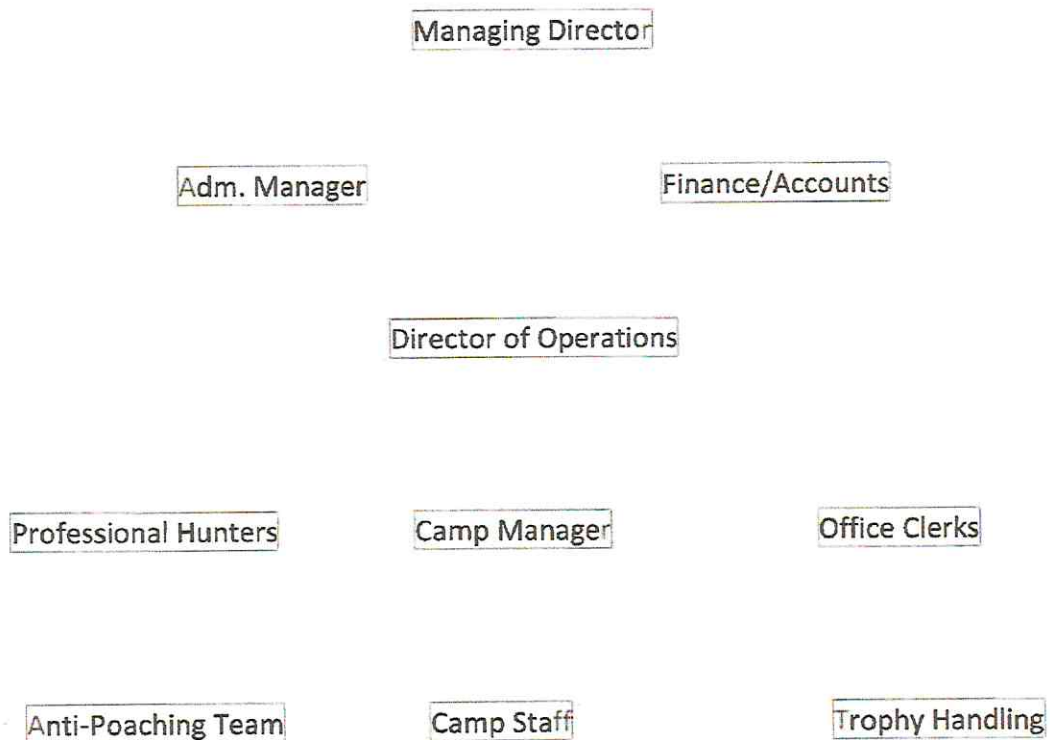 Managing Director
Adm. Manager
Finance/Accounts
Director of Operations
Professional Hunters
Camp Manager
Office Clerks
Anti-Poaching Team
Camp Staff
Trophy Handling